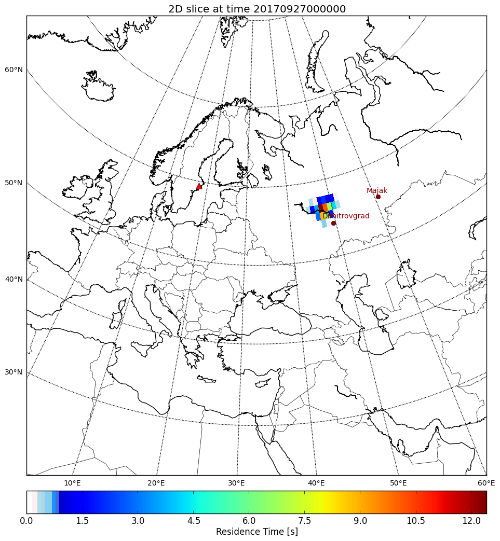 2D slice at time 20170927000000
60°N
50°N
40°N
30°N
Majak
Dimitrovgrad
10°E 20°E 30°E 40°E 50°E 60°E
0.0 1.5 3.0 4.5 6.0 7.5 9.0 10.5 12.0
Residence Time [s]